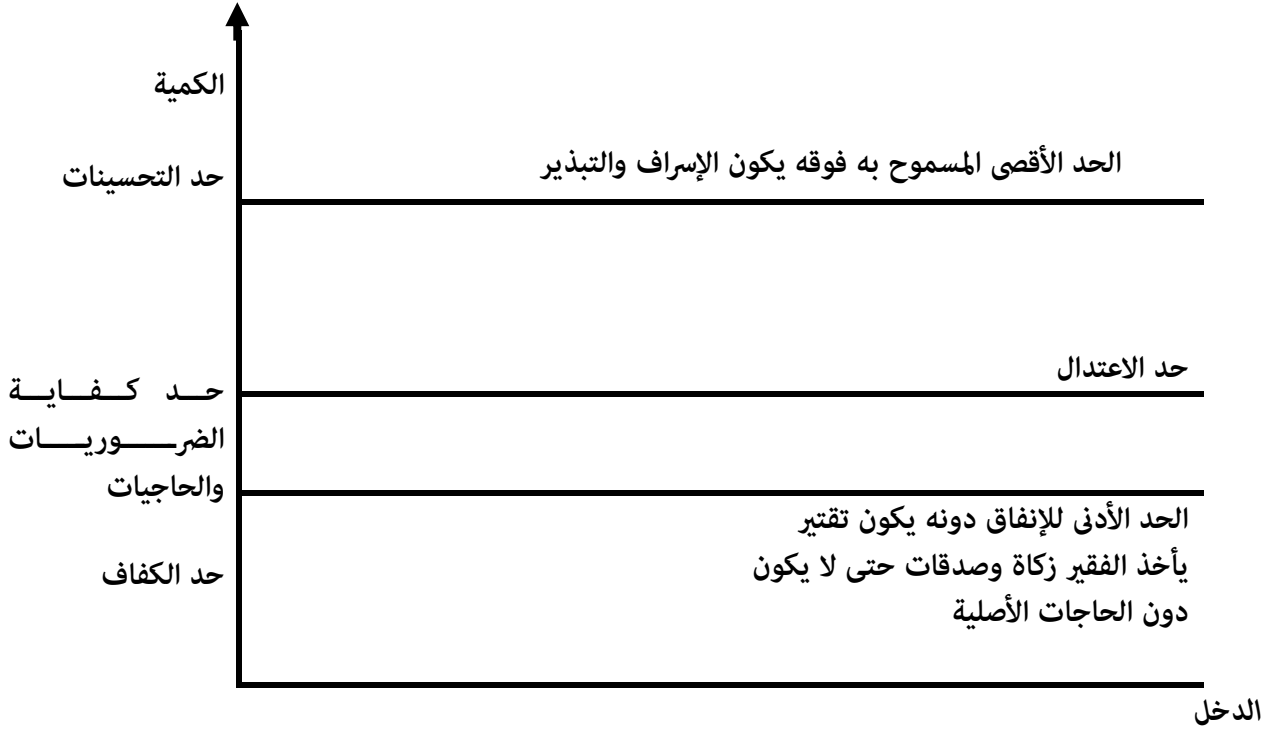 الكمية
الحد الأقصى المسموح به فوقه يكون الإسراف والتبذير
حد التحسينات
حد الاعتدال
حد كفاية
الضروريات
والحاجيات
الحد الأدنى للإنفاق دونه يكون تقتير
يأخذ الفقير زكاة وصدقات حتى لا يكون
دون الحاجات الأصلية
حد الكفاف
الدخل